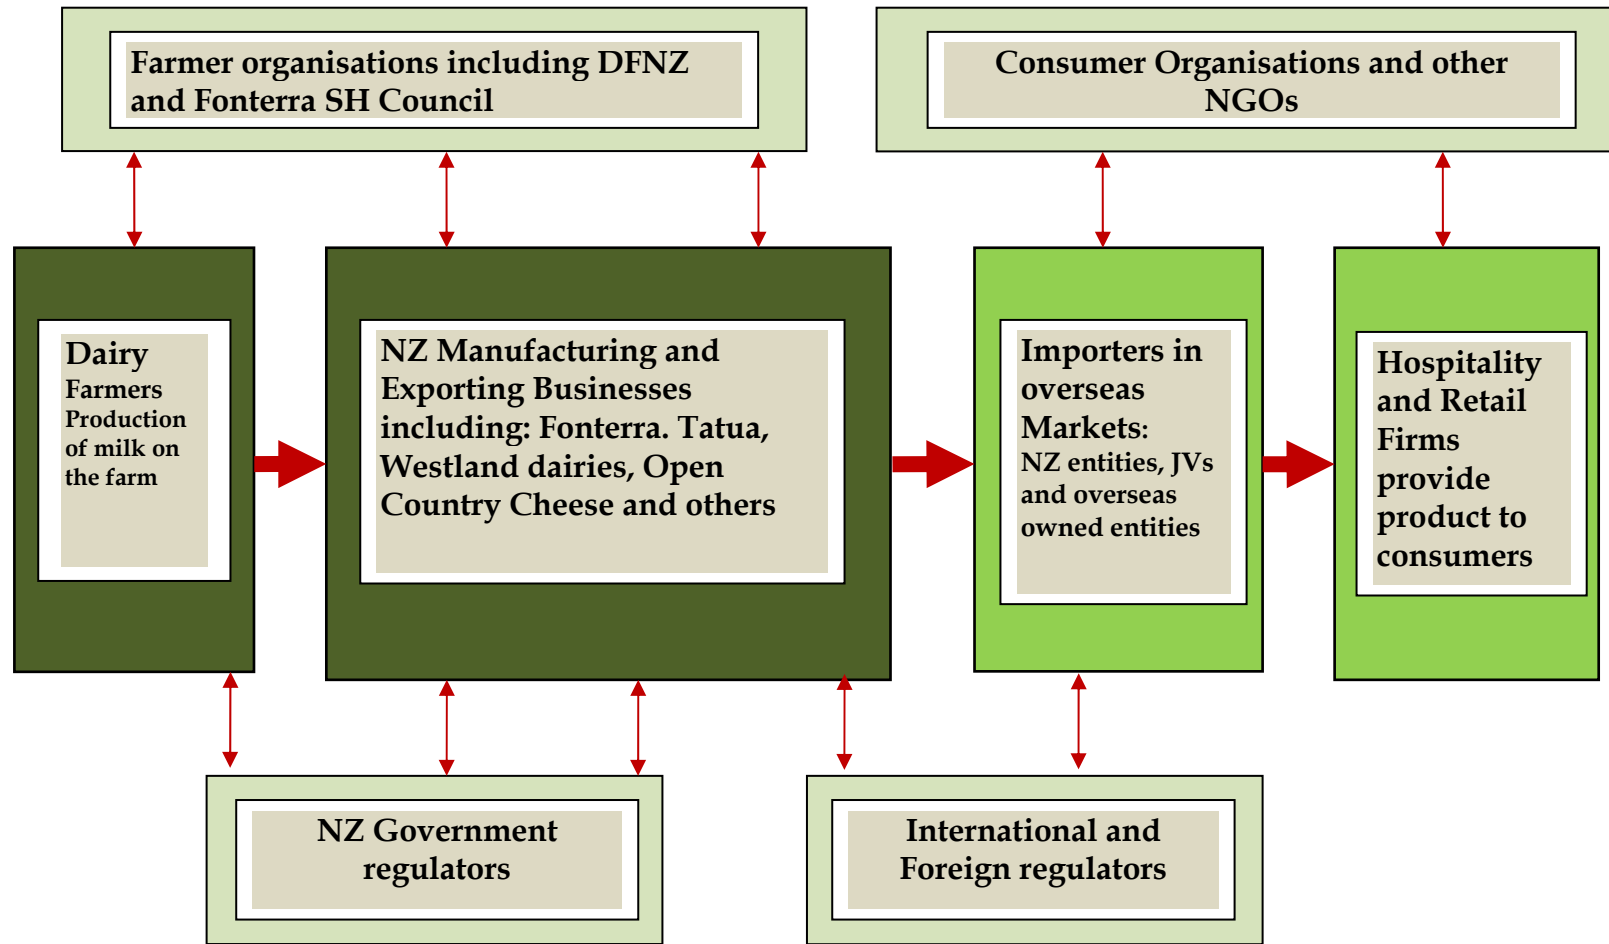 Farmer organisations including DFNZ
and Fonterra SH Council
Consumer Organisations and other
NGOs
Dairy
Farmers
Production
of milk on
the farm
NZ Manufacturing and
Exporting Businesses
including: Fonterra. Tatua,
Westland dairies, Open
Country Cheese and others
Importers in
overseas
Markets:
NZ entities, JVs
and overseas
owned entities
Hospitality
and Retail
Firms
provide
product to
consumers
NZ Government
regulators
International and
Foreign regulators